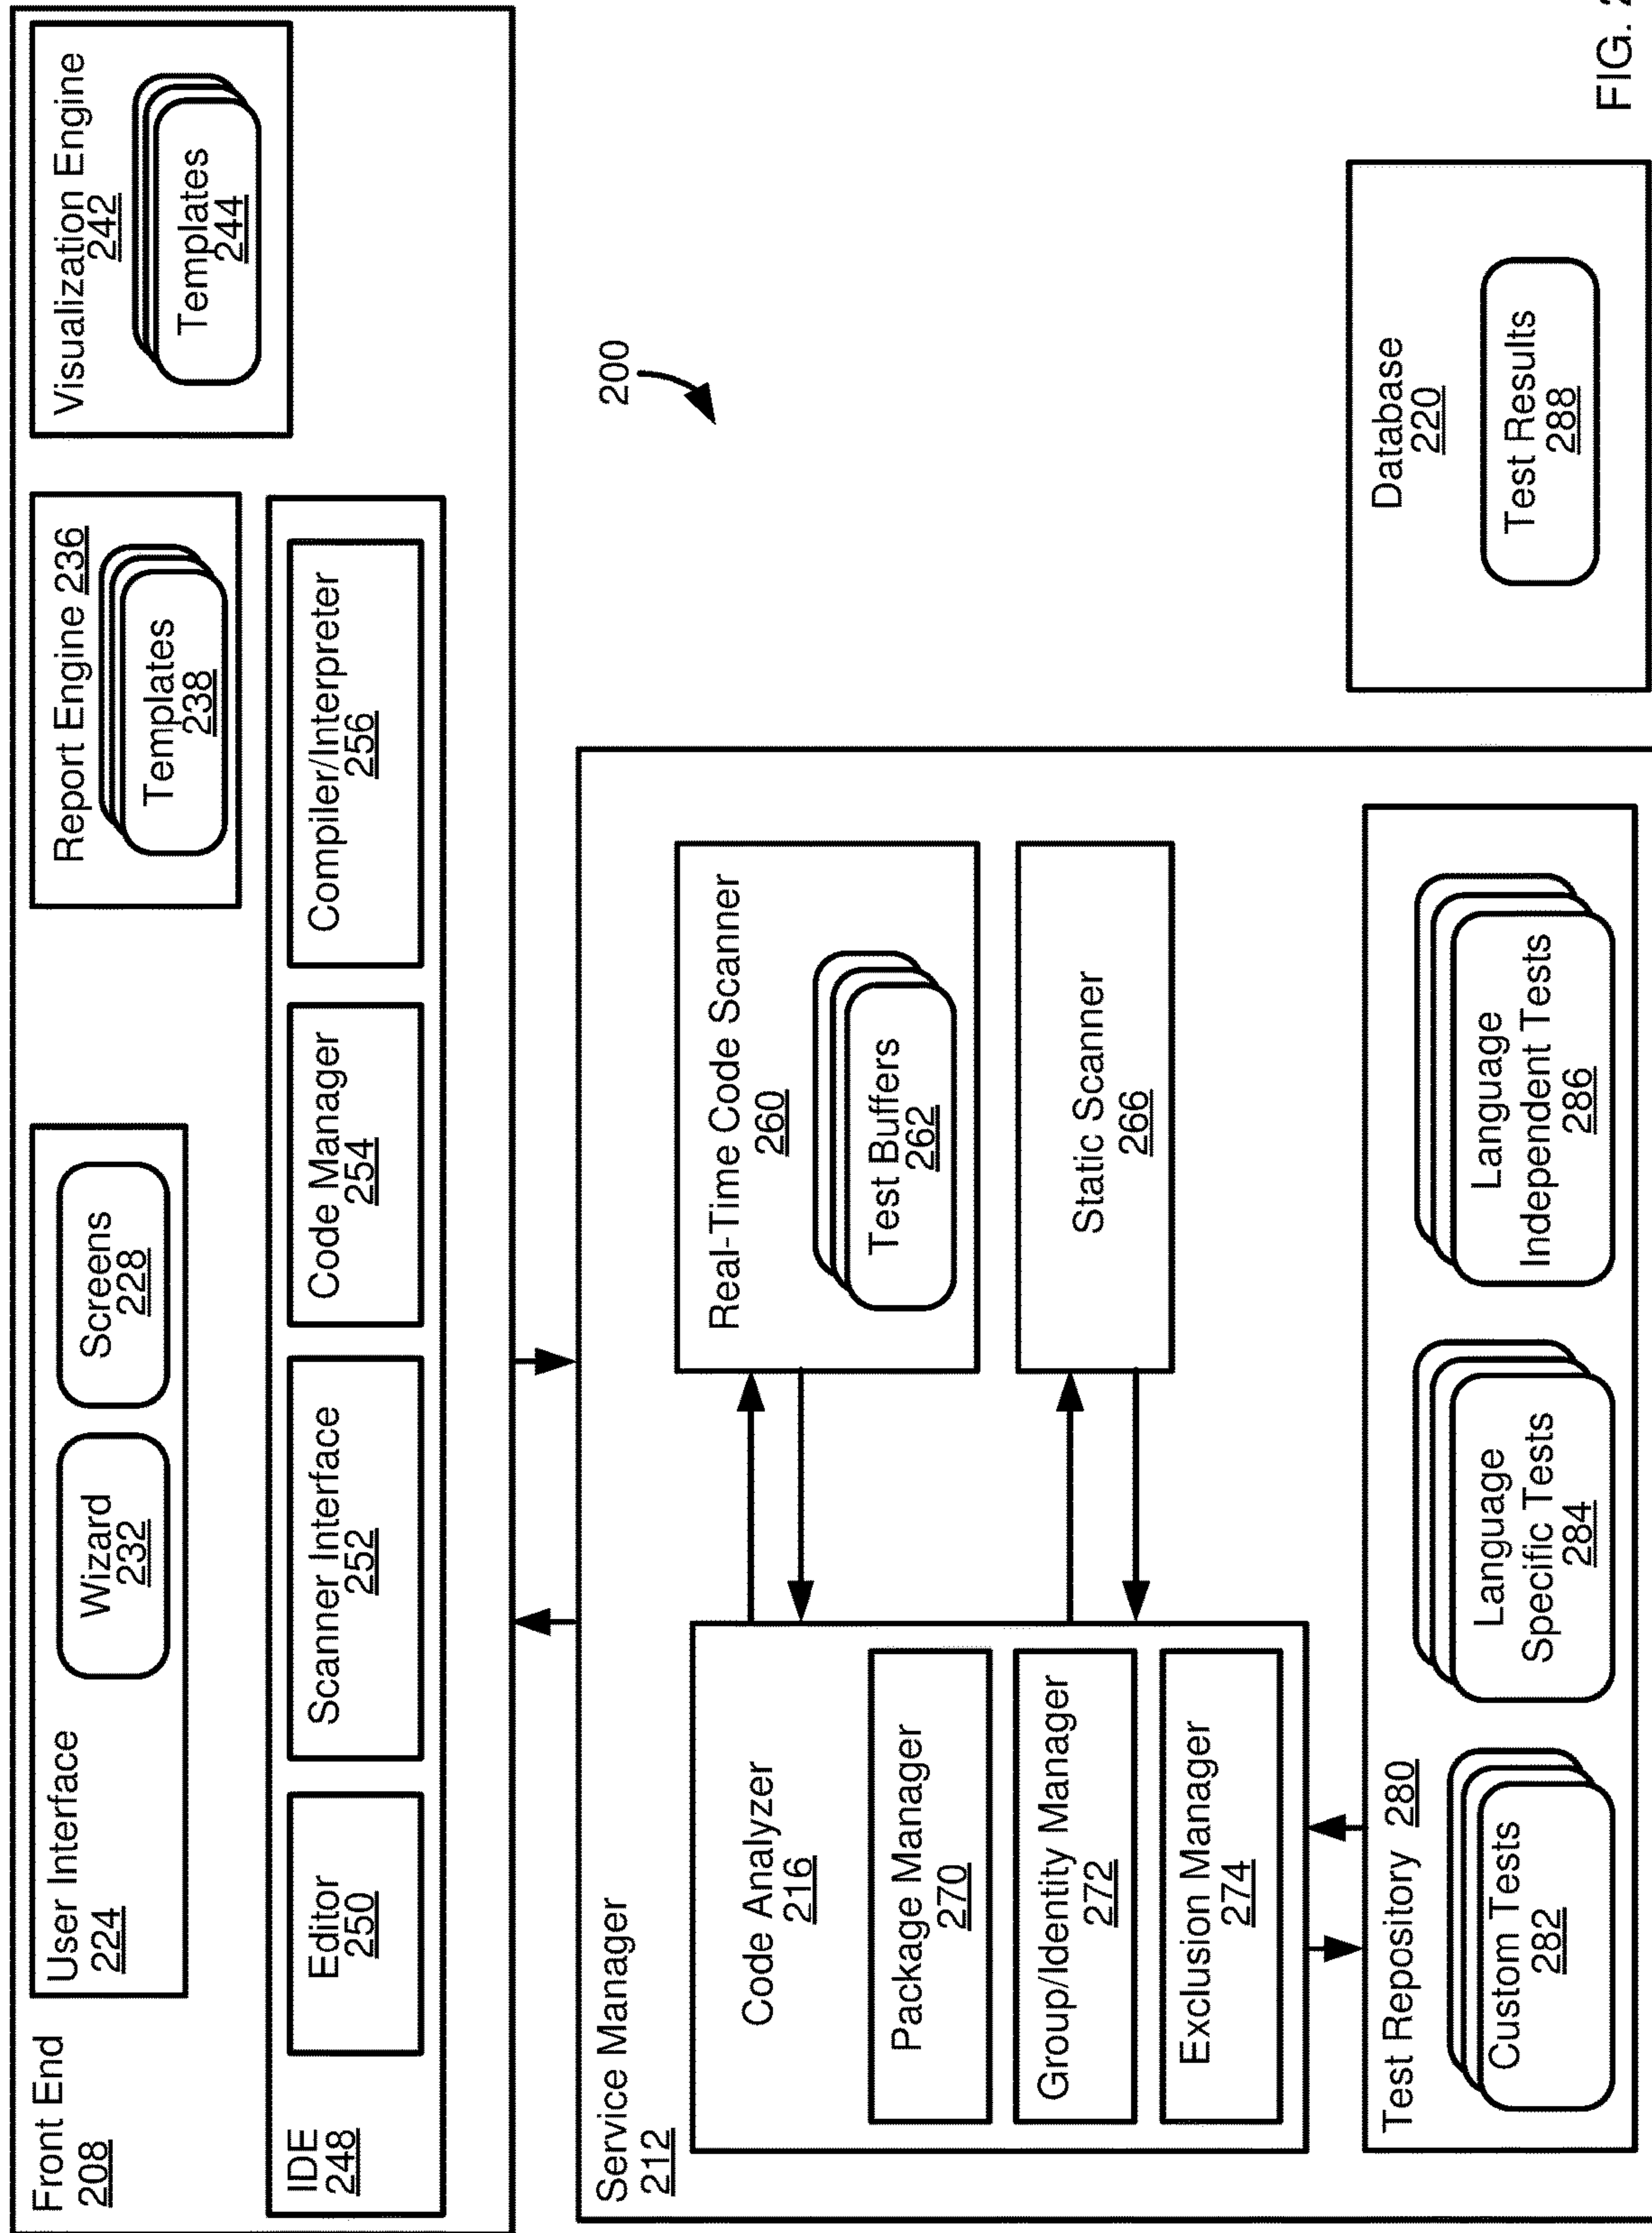 Front End
208
User Interface
224
Wizard
232
Screens
228
Report Engine 236
Templates
238
Visualization Engine
242
Templates
244
IDE
248
Editor
250
Scanner Interface
252
Code Manager
254
Compiler/Interpreter
256
200
Service Manager
212
Code Analyzer
216
Package Manager
270
Group/Identity Manager
272
Exclusion Manager
274
Real-Time Code Scanner
260
Test Buffers
262
Static Scanner
266
Test Repository 280
Custom Tests
282
Language
Specific Tests
284
Language
Independent Tests
286
Database
220
Test Results
288
FIG. 2